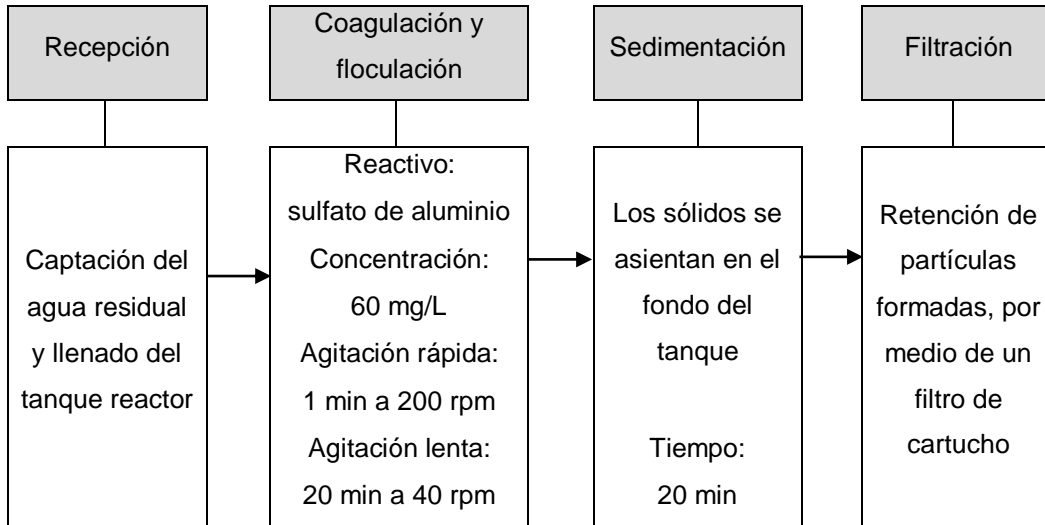 Recepción
Coagulación y
floculación
Sedimentación
Filtración
Captación del
agua residual
y llenado del
tanque reactor
Reactivo:
sulfato de aluminio
Concentración:
60 mg/L
Agitación rápida:
1 min a 200 rpm
Agitación lenta:
20 min a 40 rpm
Los sólidos se
asientan en el
fondo del
tanque
Tiempo:
20 min
Retención de
partículas
formadas, por
medio de un
filtro de
cartucho